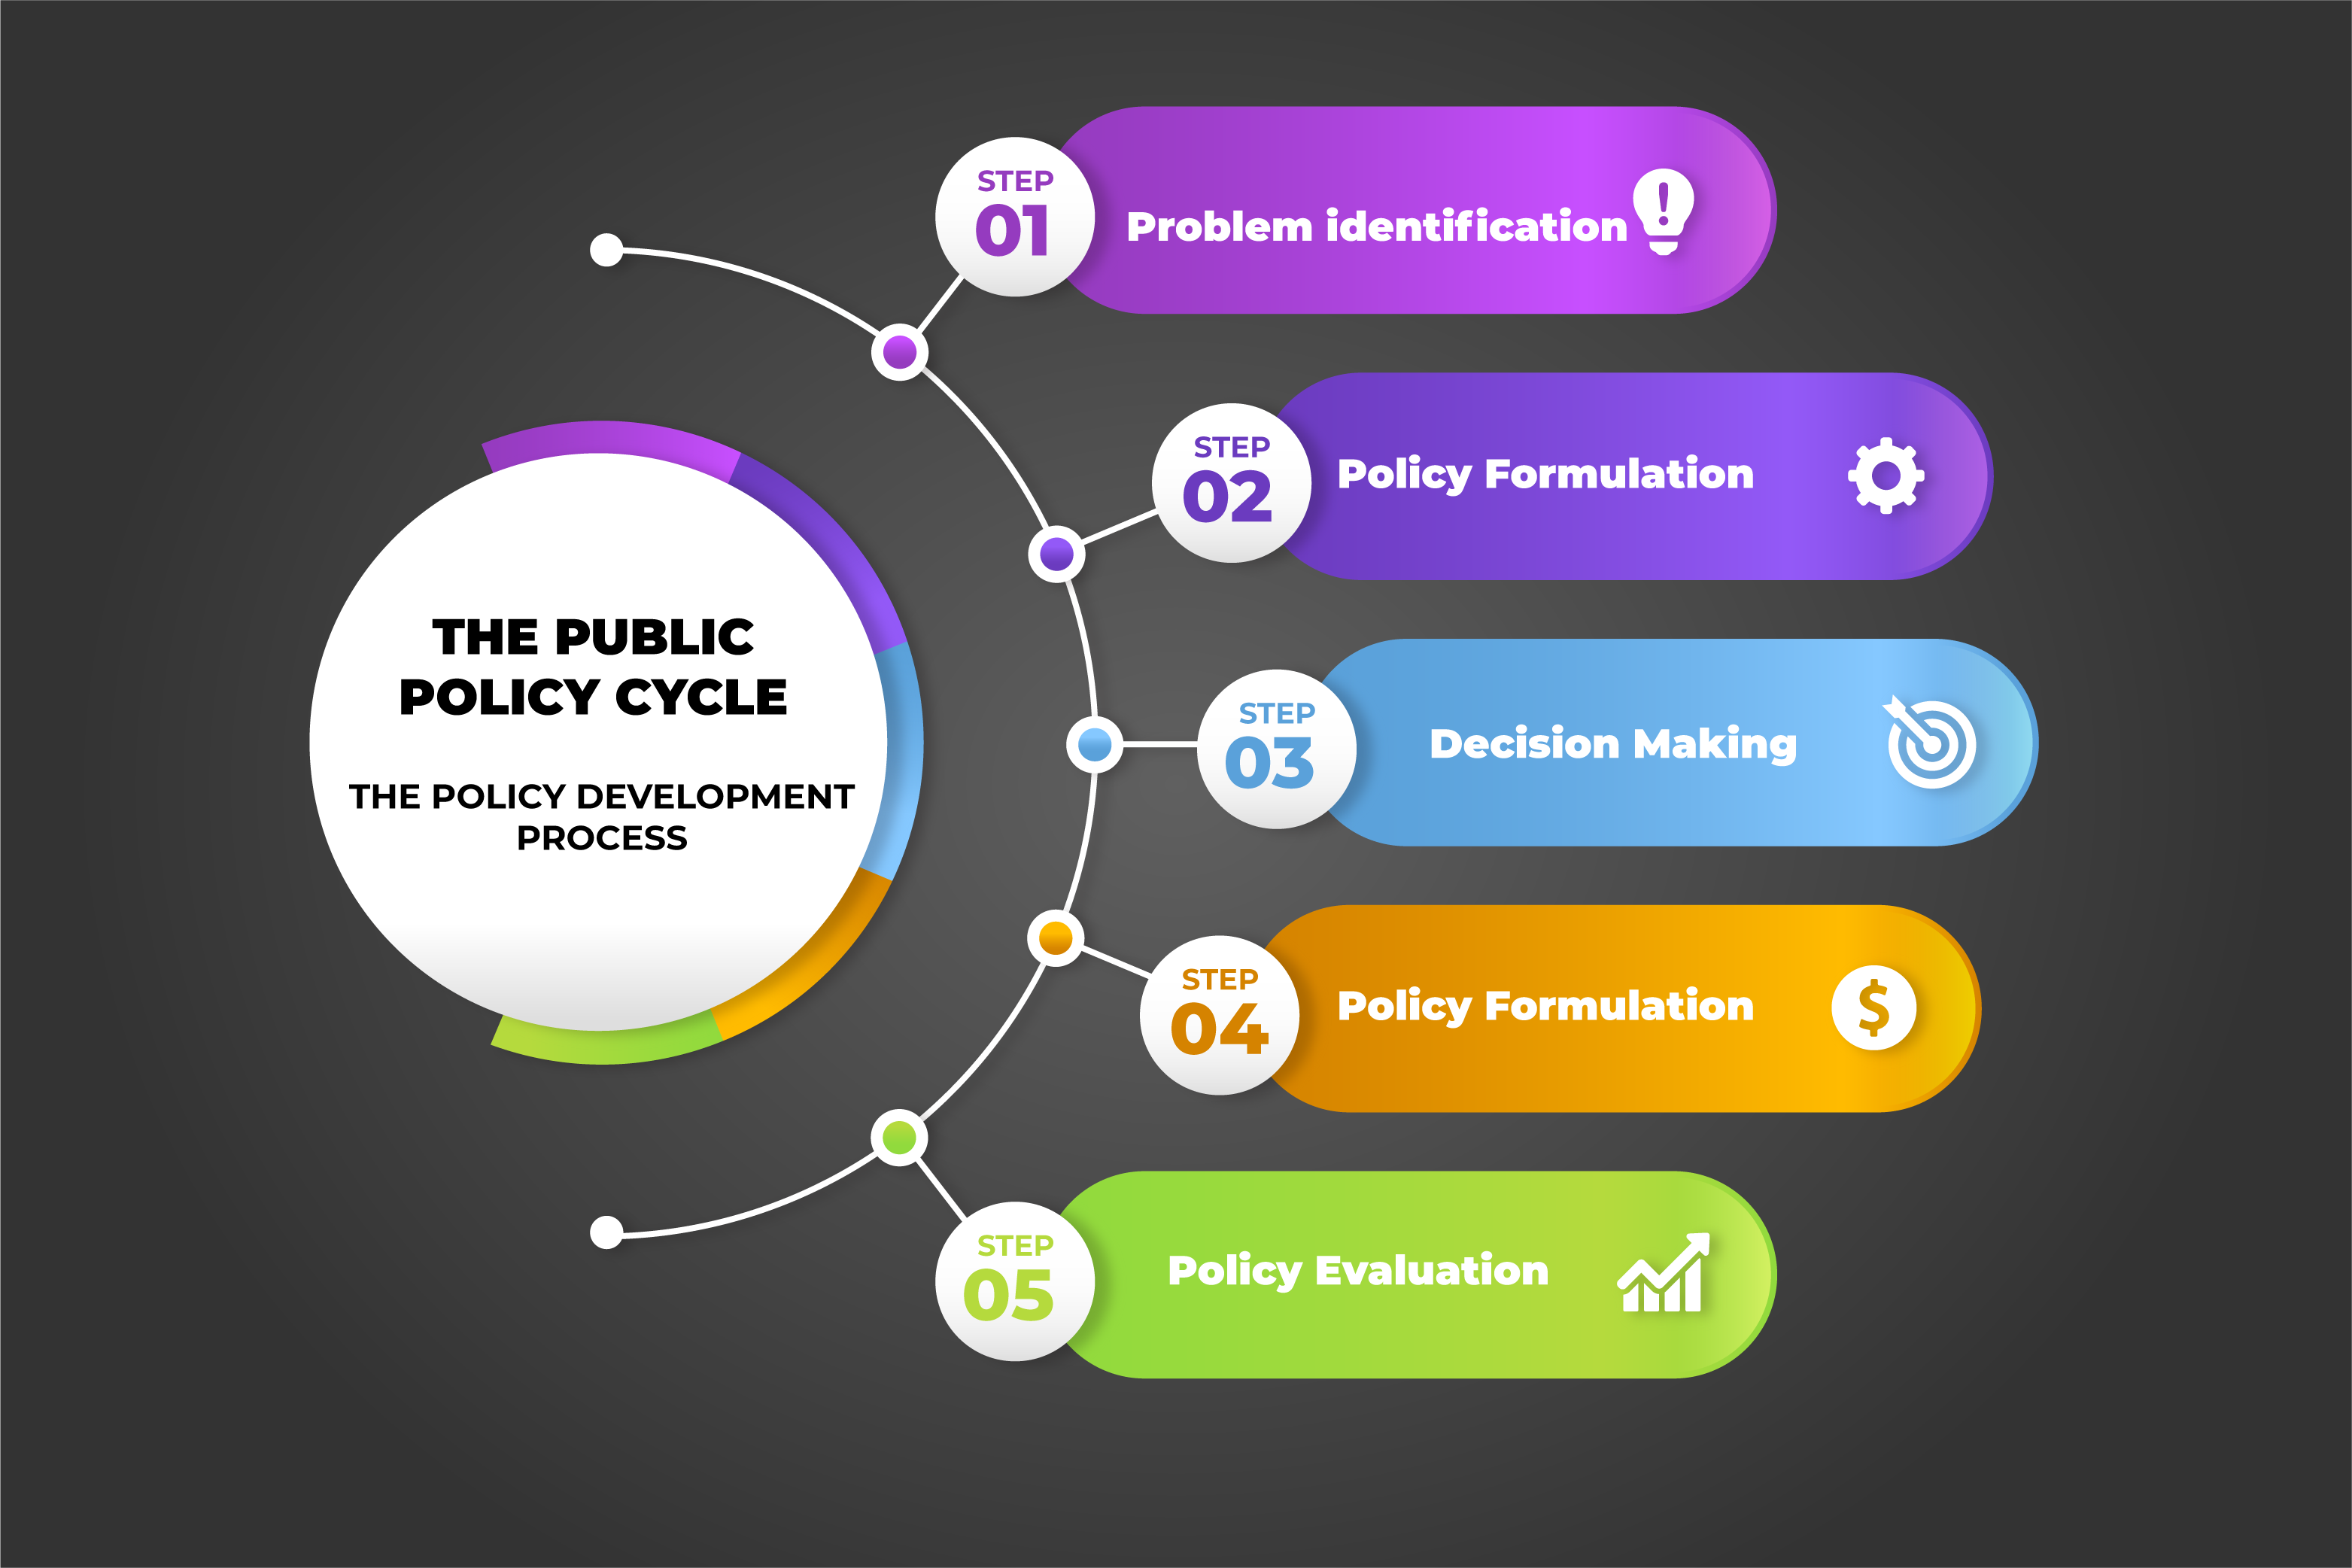 THE PUBLIC
POLICY CYCLE
THE POLICY DEVELOPMENT
PROCESS
STEP
01
Problem identification
STEP
02
Policy Formulation
STEP
03
Decision Making
STEP
04
Policy Formulation
$
STEP
05
Policy Evaluation